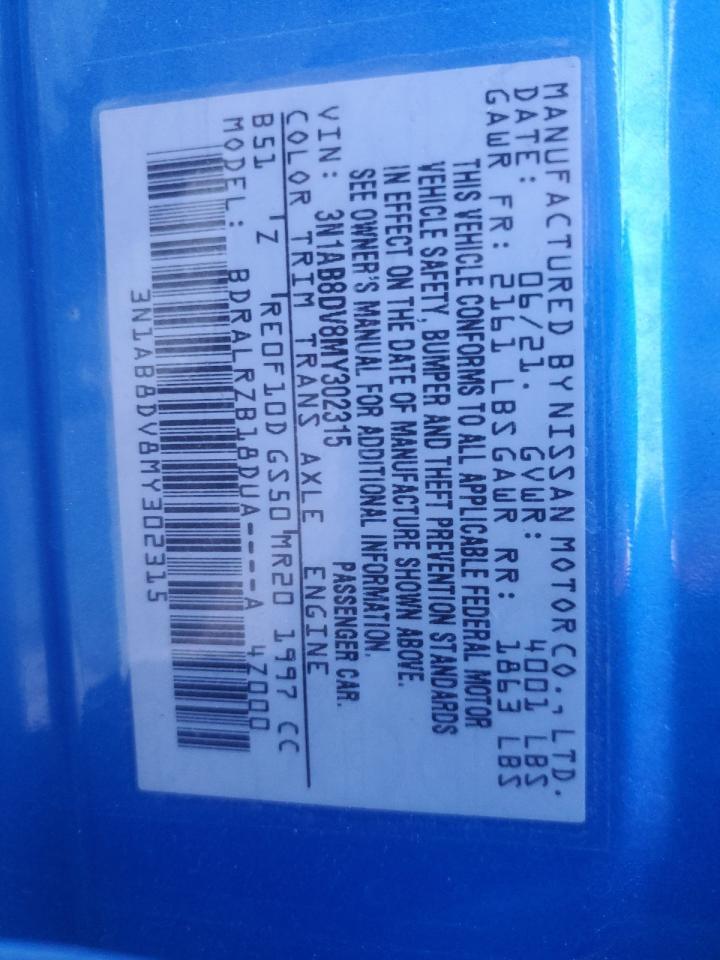 MANUFACTURED BY NISSAN MOTOR CO., LTD.
DATE: 06/21. GVWR: 4001 LBS
GAWR FR: 2161 LBS GAWR RR: 1863 LBS
THIS VEHICLE CONFORMS TO ALL APPLICABLE FEDERAL MOTOR
VEHICLE SAFETY, BUMPER AND THEFT PREVENTION STANDARDS
IN EFFECT ON THE DATE OF MANUFACTURE SHOWN ABOVE.
SEE OWNER'S MANUAL FOR ADDITIONAL INFORMATION.
VIN: 3N1AB8DV8MY302315 PASSENGER CAR.
COLOR TRIM TRANS AXLE ENGINE
B51 Z RE0F10D GS50 MR20 1997 CC
MODEL: BDRALRZB18DUA----A 4Z000
3N1AB8DV8MY302315